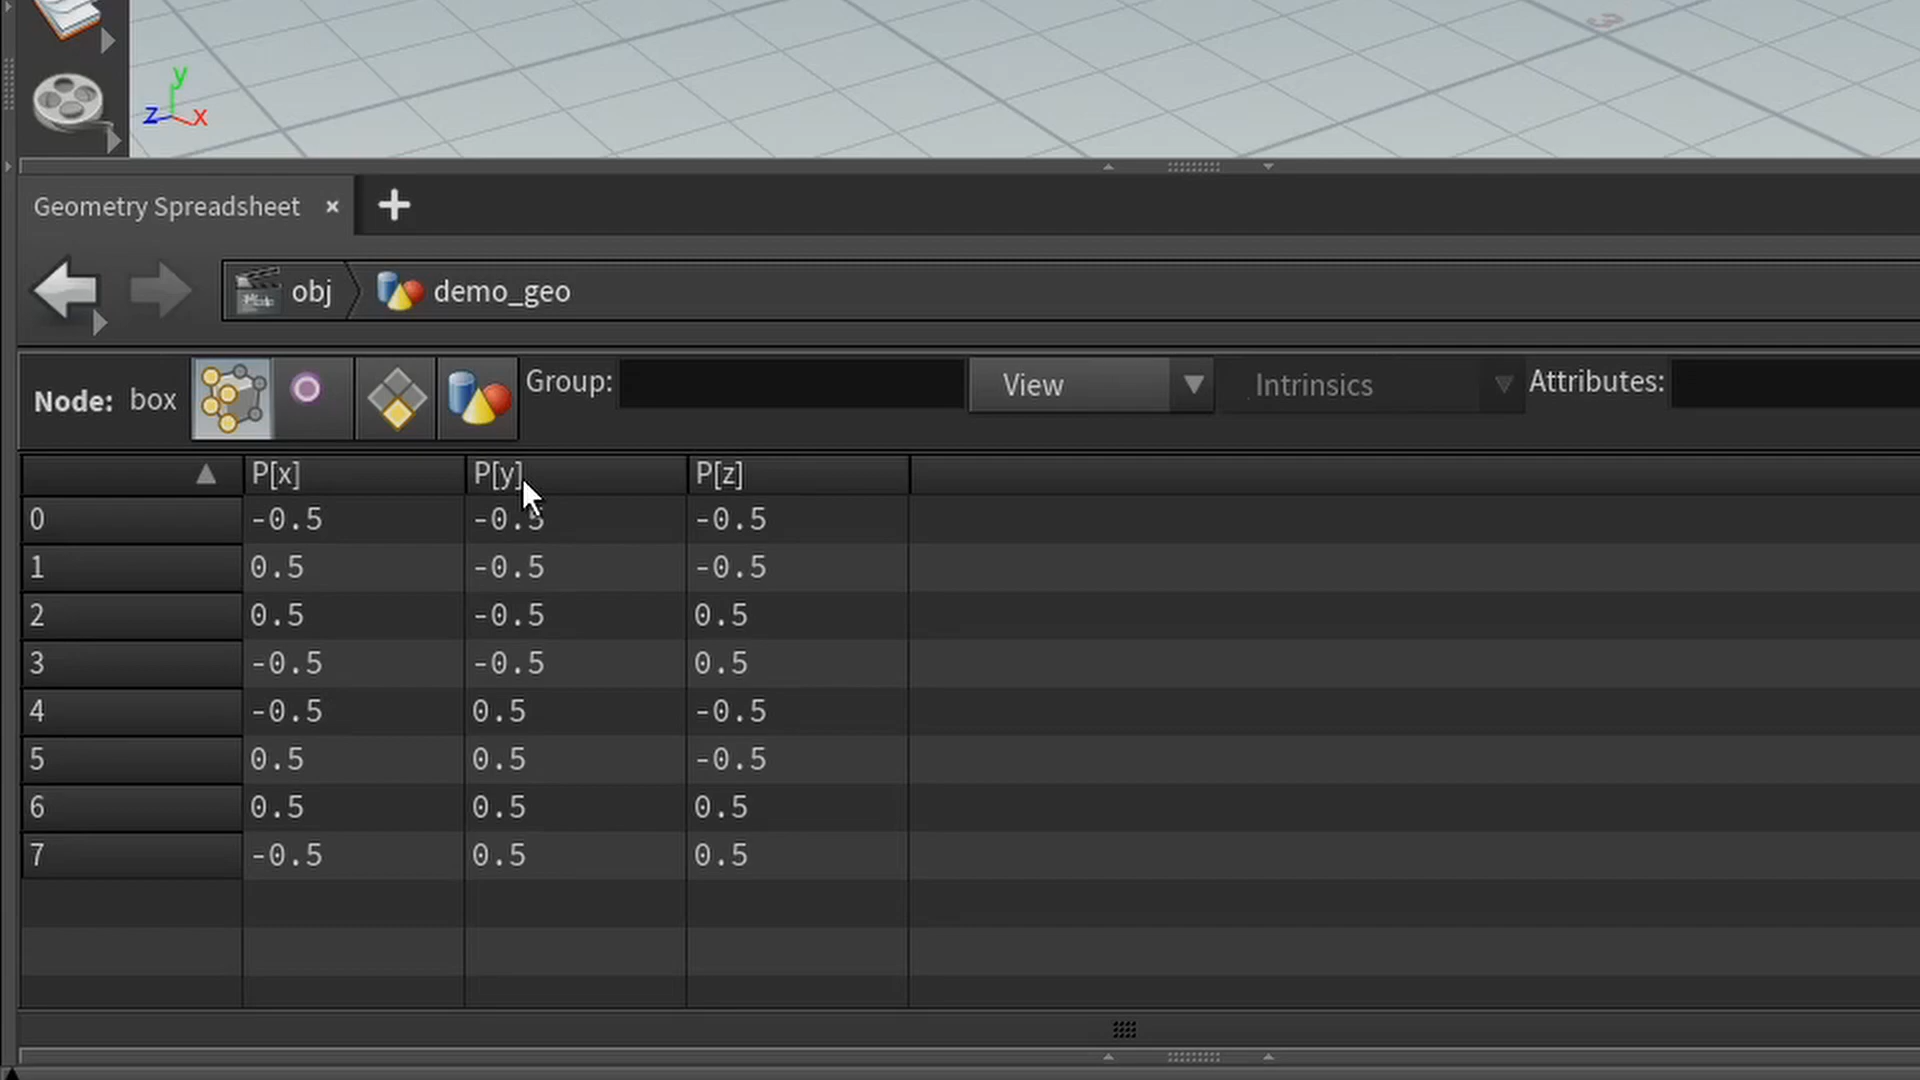 3
y
z x
Geometry Spreadsheet × +
obj demo_geo
Node: box Group: View Intrinsics Attributes:
P[x] P[y] P[z]
0 -0.5 -0.5 -0.5
1 0.5 -0.5 -0.5
2 0.5 -0.5 0.5
3 -0.5 -0.5 0.5
4 -0.5 0.5 -0.5
5 0.5 0.5 -0.5
6 0.5 0.5 0.5
7 -0.5 0.5 0.5